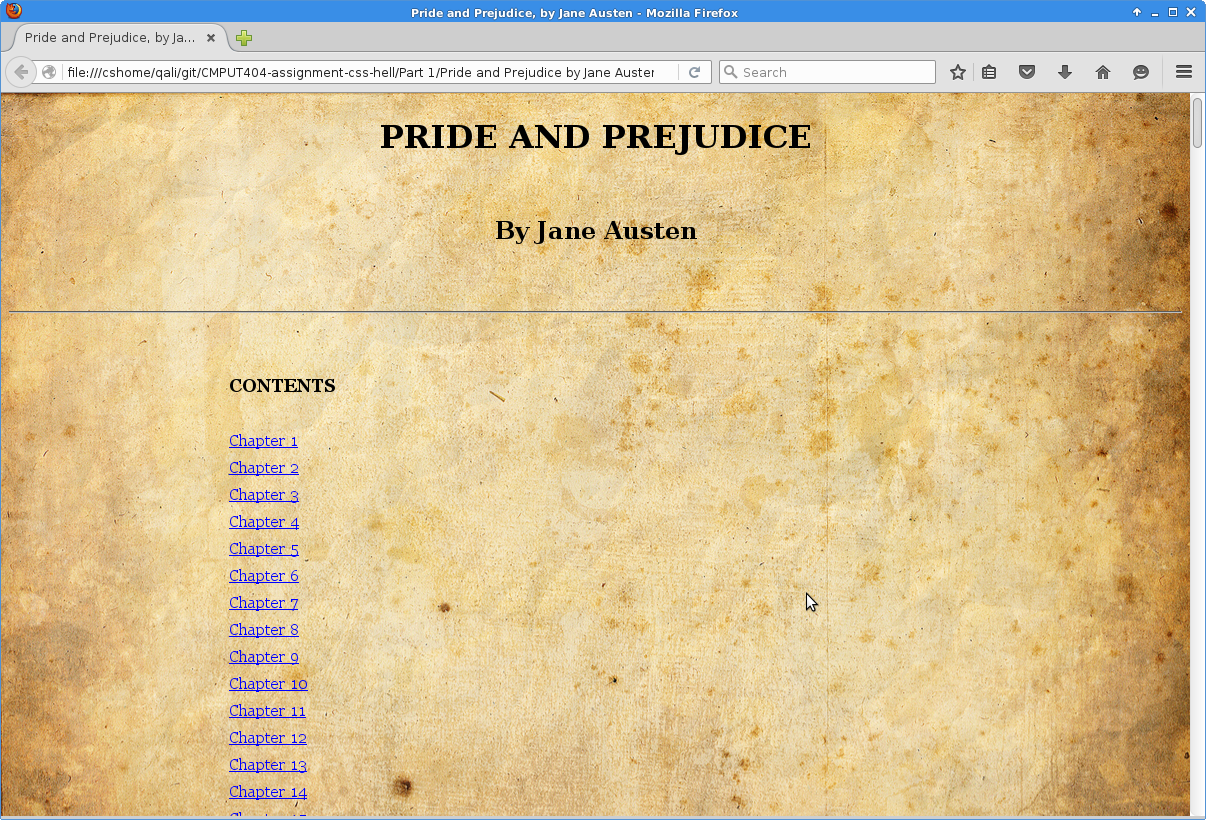 Pride and Prejudice, by Jane Austen - Mozilla Firefox
Pride and Prejudice, by Ja...
file:///cshome/qali/git/CMPUT404-assignment-css-hell/Part 1/Pride and Prejudice by Jane Auster
Search
PRIDE AND PREJUDICE
By Jane Austen
CONTENTS
Chapter 1
Chapter 2
Chapter 3
Chapter 4
Chapter 5
Chapter 6
Chapter 7
Chapter 8
Chapter 9
Chapter 10
Chapter 11
Chapter 12
Chapter 13
Chapter 14